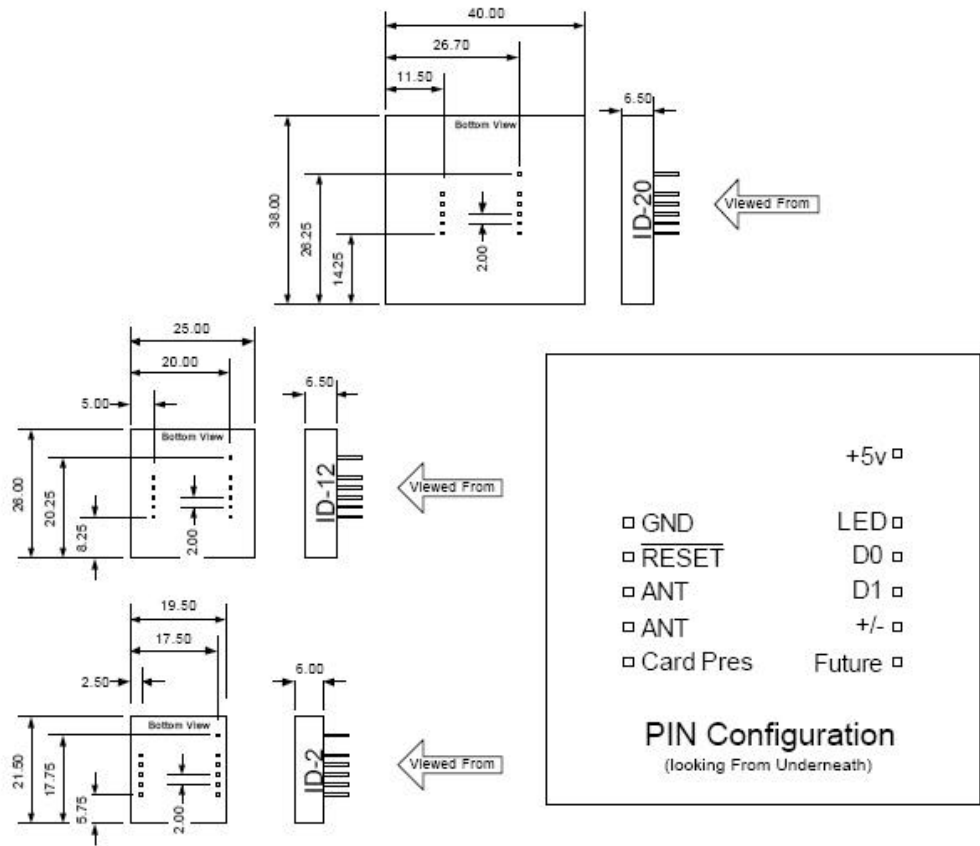 40.00
26.70
11.50
6.50
Bottom View
38.00
26.25
14.25
2.00
ID-20
Viewed From
25.00
20.00
5.00
6.50
Bottom View
26.00
20.25
8.25
2.00
ID-12
Viewed From
19.50
17.50
2.50
6.00
Bottom View
21.50
17.75
5.75
2.00
ID-2
Viewed From
+5v
GND LED
RESET D0
ANT D1
ANT +/-
Card Pres Future
PIN Configuration
(looking From Underneath)